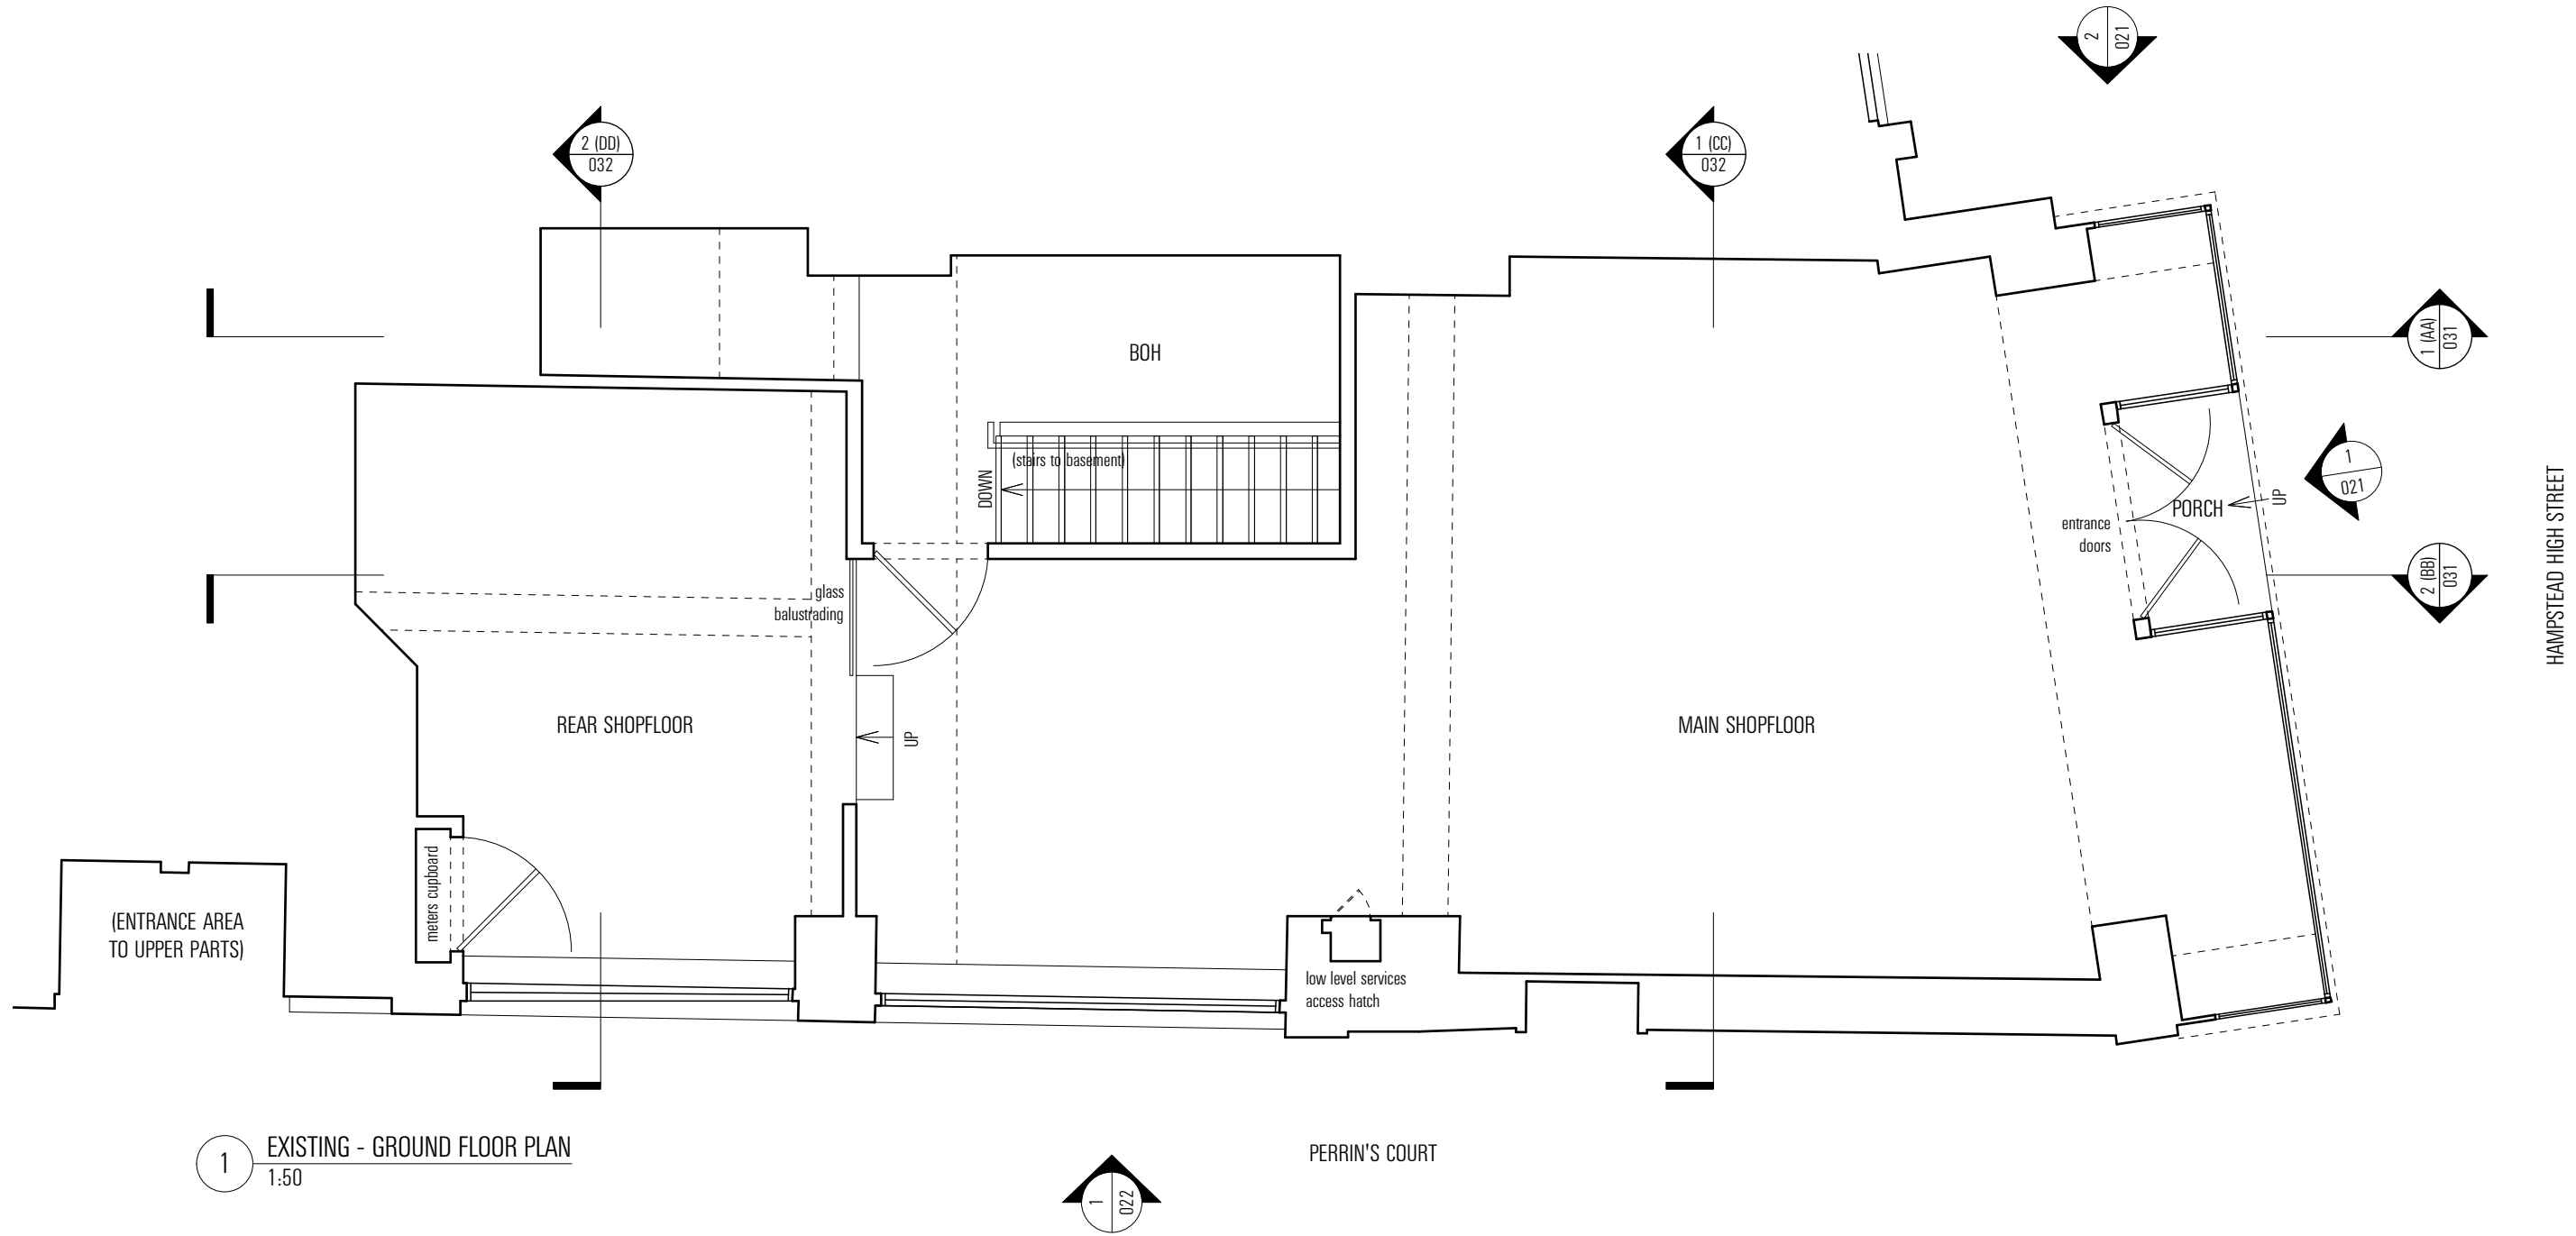 2
021
2 (DD)
032
1 (CC)
032
1 (AA)
031
BOH
(stairs to basement)
DOWN
1
021
UP
PORCH
entrance
doors
HAMPSTEAD HIGH STREET
2 (BB)
031
glass
balustrading
REAR SHOPFLOOR
UP
MAIN SHOPFLOOR
meters cupboard
(ENTRANCE AREA
TO UPPER PARTS)
low level services
access hatch
1
EXISTING - GROUND FLOOR PLAN
1:50
PERRIN'S COURT
1
022